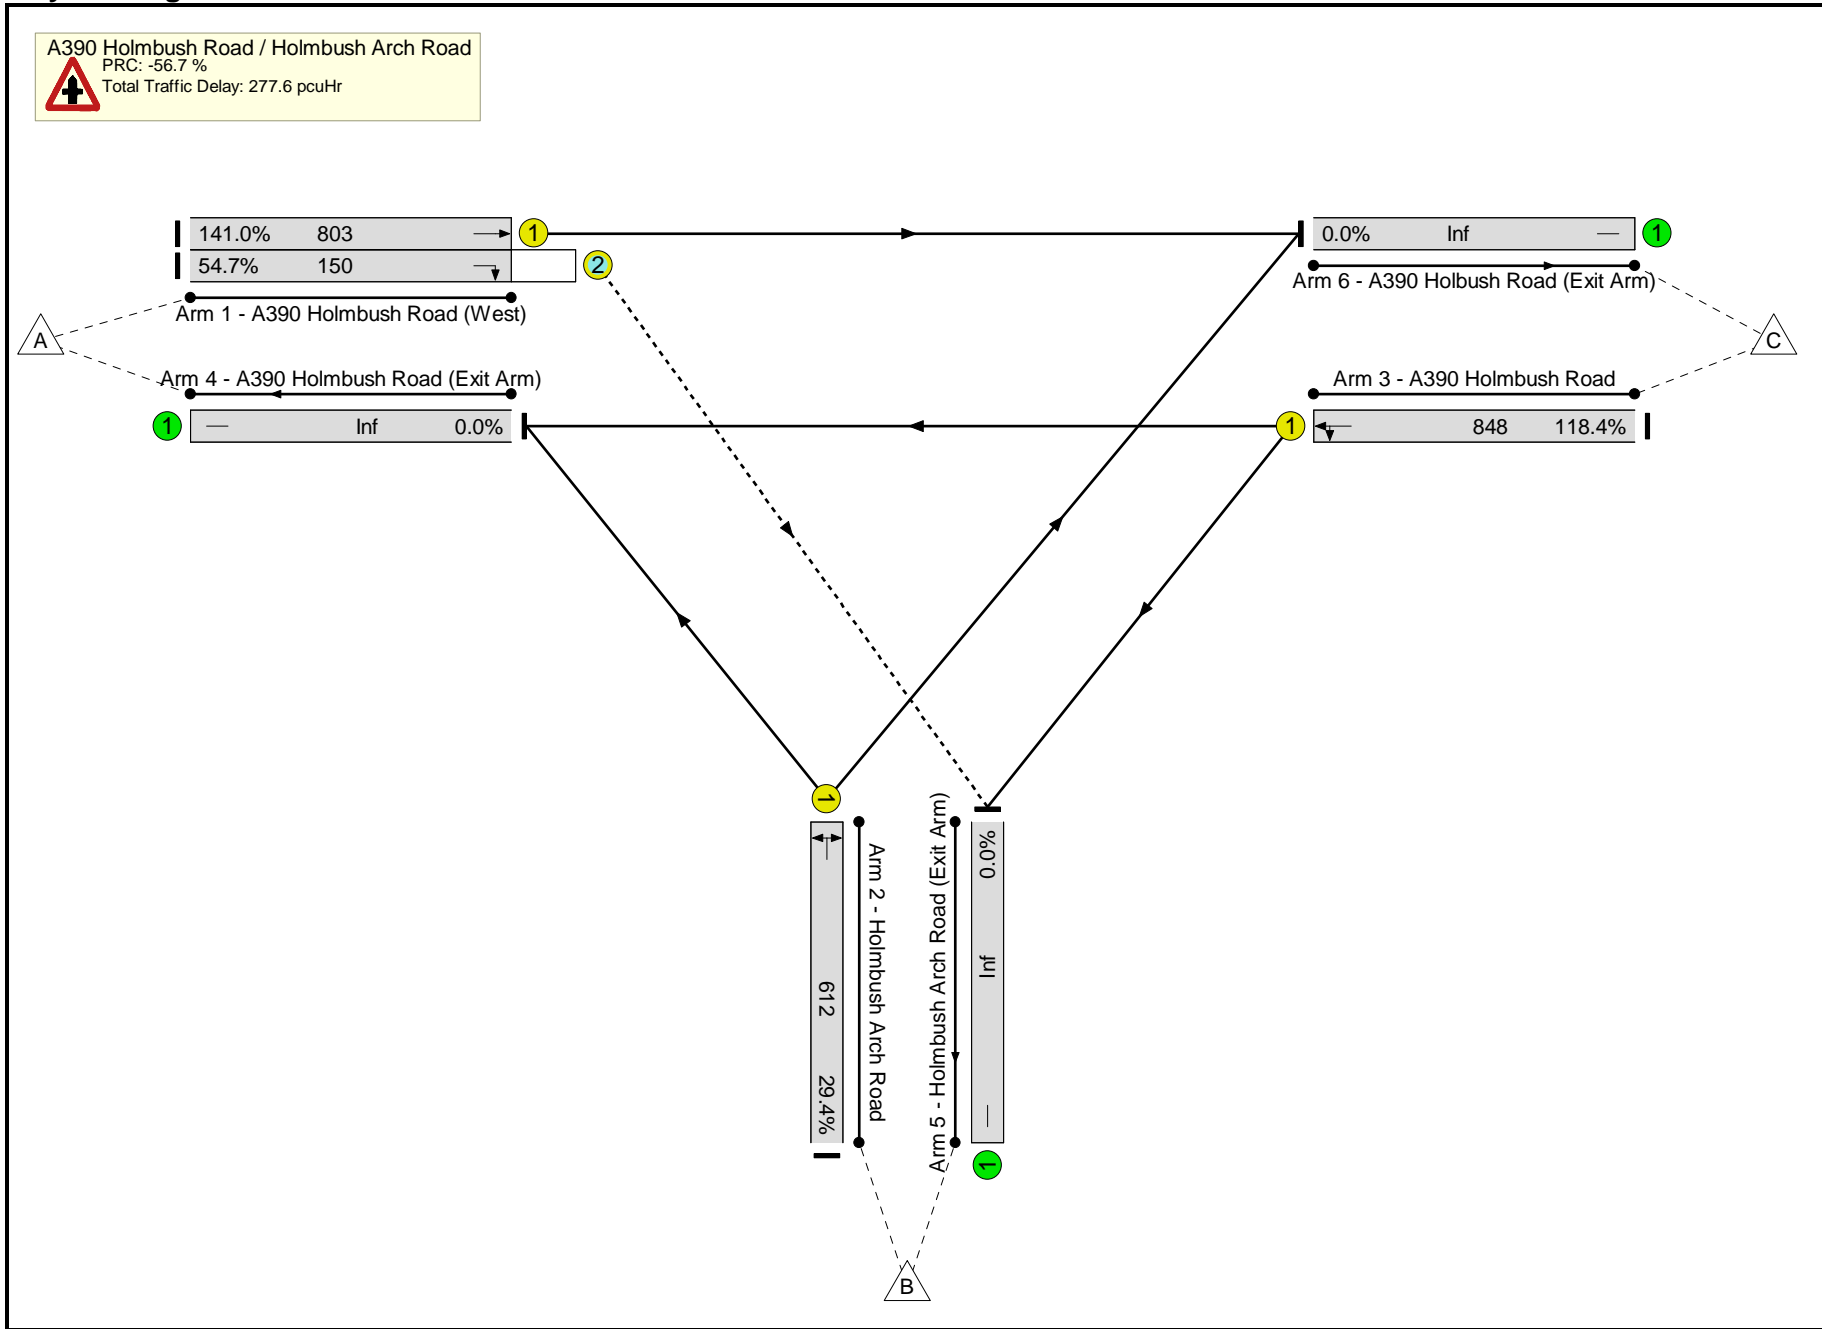 A390 Holmbush Road / Holmbush Arch Road
PRC: -56.7 %
Total Traffic Delay: 277.6 pcuHr
141.0% 803 1
54.7% 150 2
Arm 1 - A390 Holmbush Road (West)
A
Arm 4 - A390 Holmbush Road (Exit Arm)
1 Inf 0.0%
0.0% Inf 1
Arm 6 - A390 Holbush Road (Exit Arm)
C
Arm 3 - A390 Holmbush Road
1 848 118.4%
1
Arm 2 - Holmbush Arch Road
612 29.4%
Arm 5 - Holmbush Arch Road (Exit Arm)
0.0% Inf
1
B